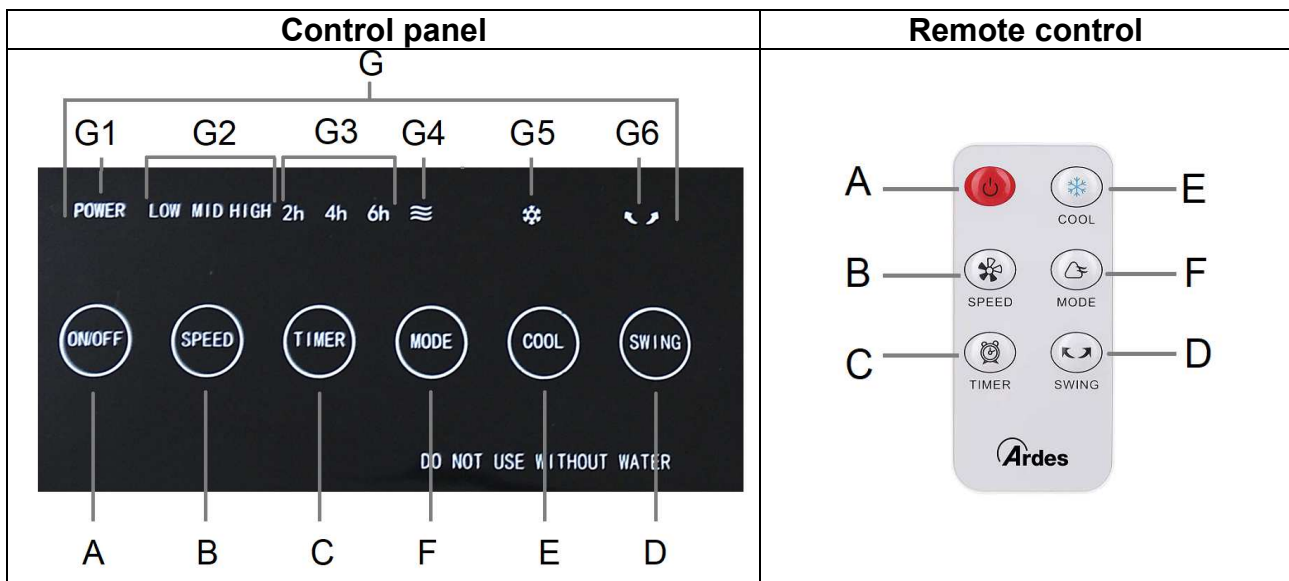 Control panel
G
G1 G2 G3 G4 G5 G6
POWER LOW MID HIGH 2h 4h 6h
ON/OFF SPEED TIMER MODE COOL SWING
DO NOT USE WITHOUT WATER
A B C F E D
Remote control
A E
COOL
B F
SPEED MODE
C D
TIMER SWING
Ardes